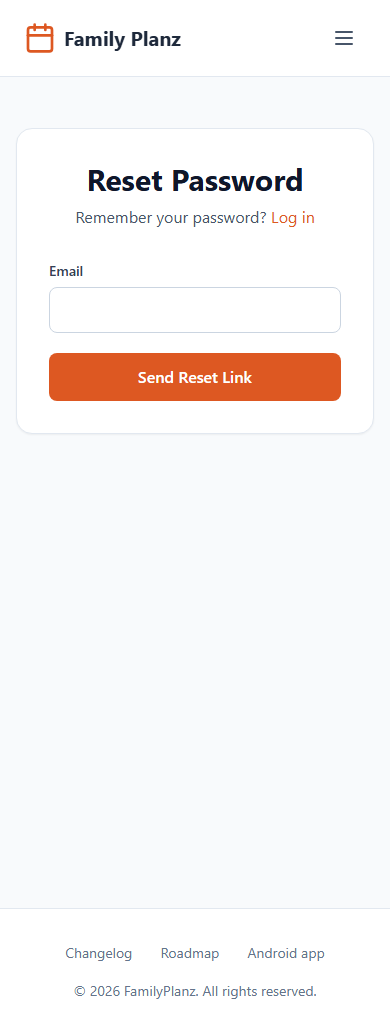 Family Planz
Reset Password
Remember your password? Log in
Email
Send Reset Link
Changelog Roadmap Android app
© 2026 FamilyPlanz. All rights reserved.